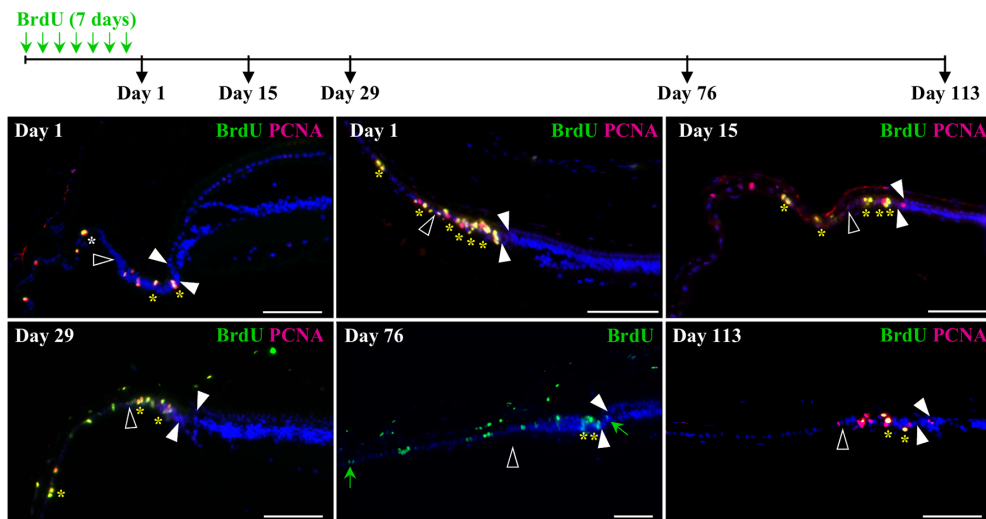 BrdU (7 days)
Day 1
Day 15
Day 29
Day 76
Day 113
Day 1 BrdU PCNA
Day 1 BrdU PCNA
Day 15 BrdU PCNA
Day 29 BrdU PCNA
Day 76 BrdU
Day 113 BrdU PCNA